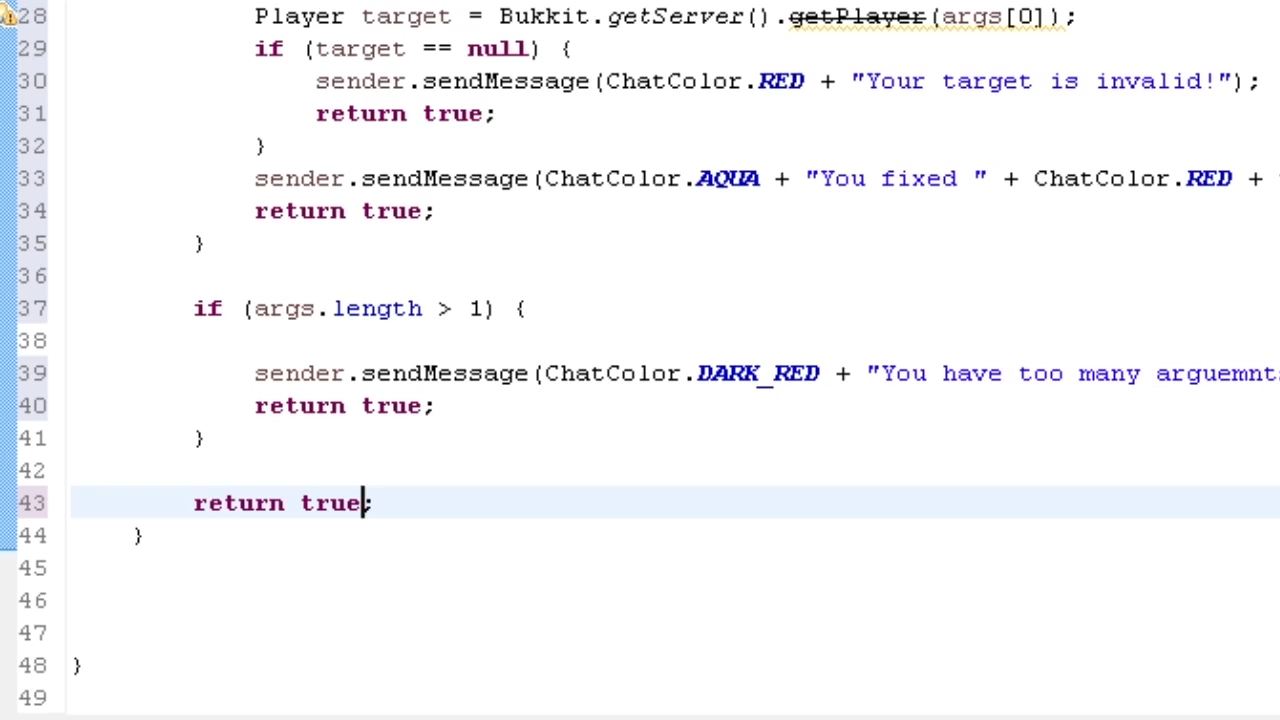 28 Player target = Bukkit.getServer().getPlayer(args[0]);
29 if (target == null) {
30 sender.sendMessage(ChatColor.RED + "Your target is invalid!");
31 return true;
32 }
33 sender.sendMessage(ChatColor.AQUA + "You fixed " + ChatColor.RED +
34 return true;
35 }
36
37 if (args.length > 1) {
38
39 sender.sendMessage(ChatColor.DARK_RED + "You have too many arguemnts
40 return true;
41 }
42
43 return true;
44 }
45
46
47
48 }
49